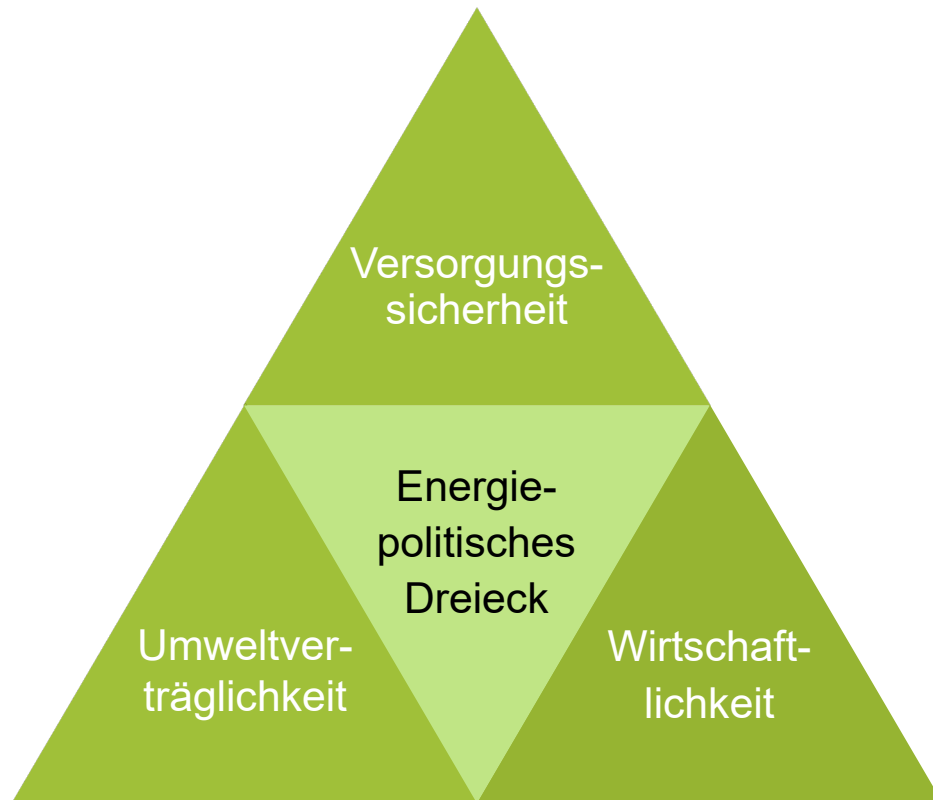 Versorgungs-
sicherheit
Energie-
politisches
Dreieck
Umweltver-
träglichkeit
Wirtschaft-
lichkeit